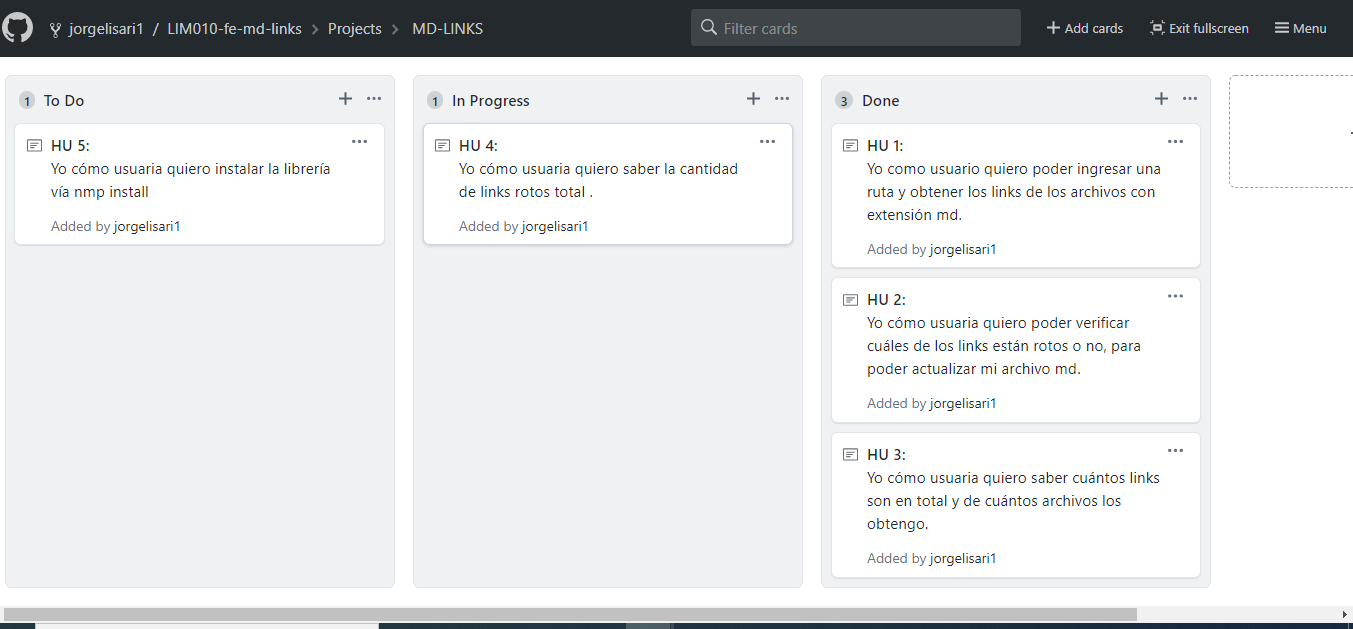 jorgelisari1 / LIM010-fe-md-links > Projects > MD-LINKS
Filter cards
+ Add cards
Exit fullscreen
Menu
1 To Do
HU 5:
Yo cómo usuaria quiero instalar la librería
vía nmp install
Added by jorgelisari1
1 In Progress
HU 4:
Yo cómo usuaria quiero saber la cantidad
de links rotos total .
Added by jorgelisari1
3 Done
HU 1:
Yo como usuario quiero poder ingresar una
ruta y obtener los links de los archivos con
extensión md.
Added by jorgelisari1
HU 2:
Yo cómo usuaria quiero poder verificar
cuáles de los links están rotos o no, para
poder actualizar mi archivo md.
Added by jorgelisari1
HU 3:
Yo cómo usuaria quiero saber cuántos links
son en total y de cuántos archivos los
obtengo.
Added by jorgelisari1